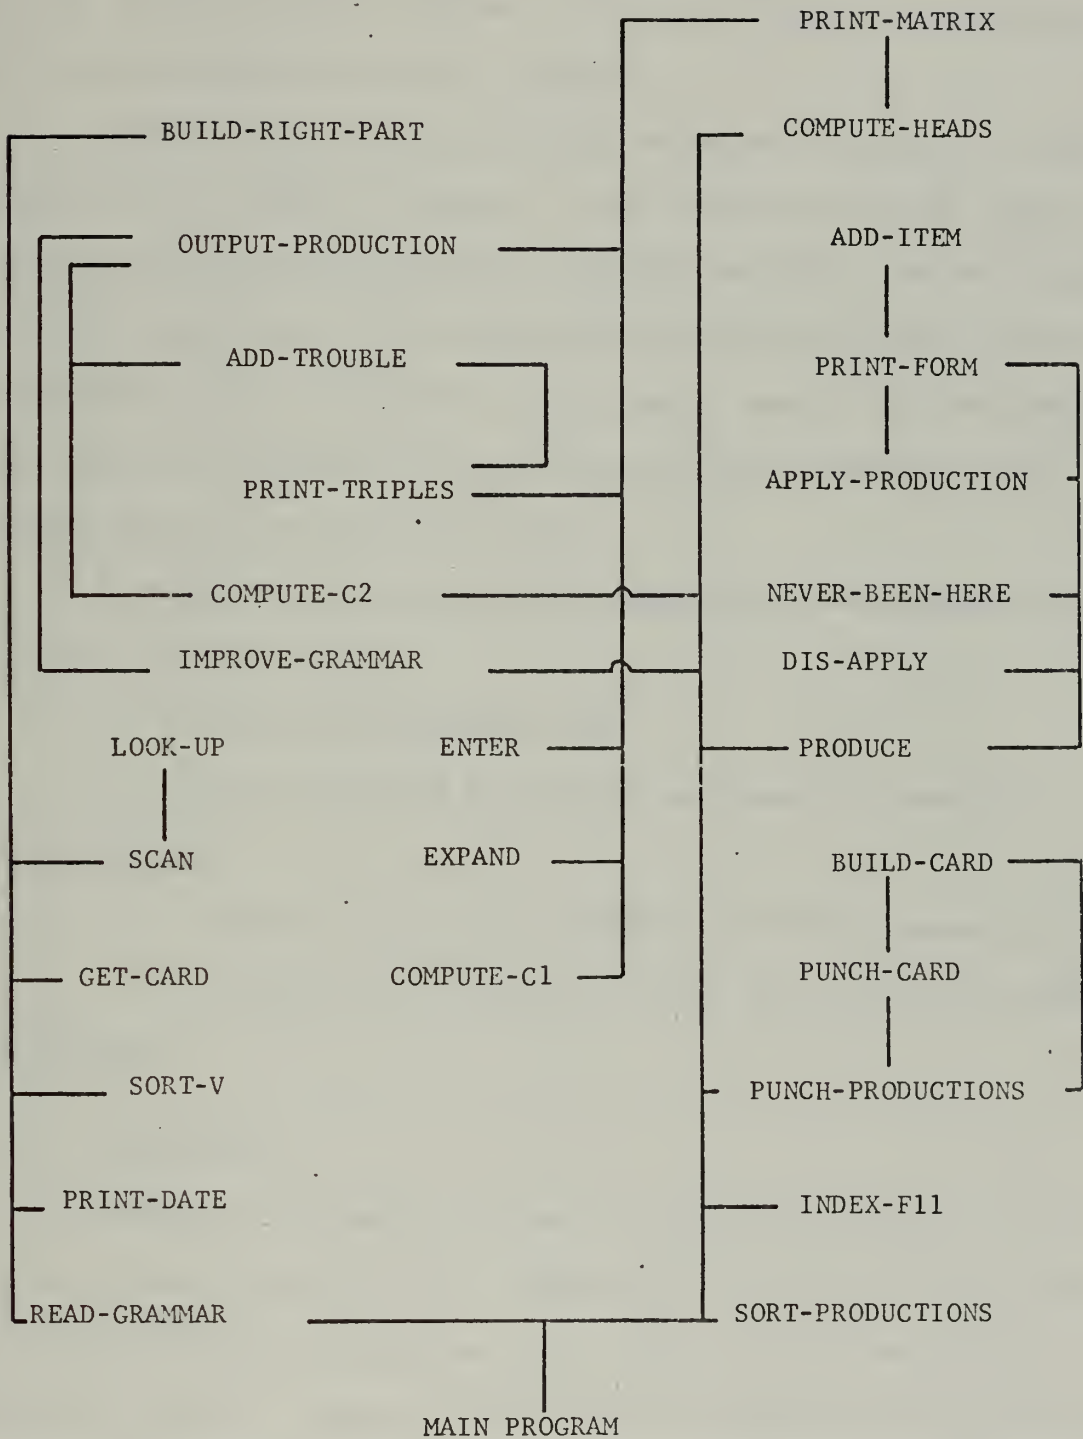 PRINT-MATRIX
BUILD-RIGHT-PART
COMPUTE-HEADS
OUTPUT-PRODUCTION
ADD-ITEM
ADD-TROUBLE
PRINT-FORM
PRINT-TRIPLES
APPLY-PRODUCTION
COMPUTE-C2
NEVER-BEEN-HERE
IMPROVE-GRAMMAR
DIS-APPLY
LOOK-UP
ENTER
PRODUCE
SCAN
EXPAND
BUILD-CARD
GET-CARD
COMPUTE-C1
PUNCH-CARD
SORT-V
PUNCH-PRODUCTIONS
PRINT-DATE
INDEX-F11
READ-GRAMMAR
SORT-PRODUCTIONS
MAIN PROGRAM